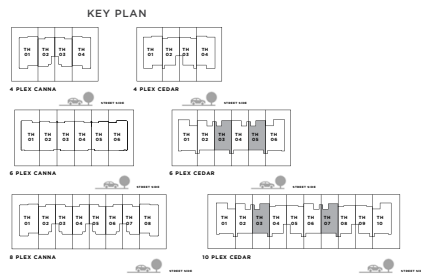 KEY PLAN
TH 01 TH 02 TH 03 TH 04
TH 01 TH 02 TH 03 TH 04
4 PLEX CANNA
4 PLEX CEDAR
STREET SIDE
STREET SIDE
TH 01 TH 02 TH 03 TH 04 TH 05 TH 06
TH 01 TH 02 TH 03 TH 04 TH 05 TH 06
6 PLEX CANNA
6 PLEX CEDAR
STREET SIDE
STREET SIDE
TH 01 TH 02 TH 03 TH 04 TH 05 TH 06 TH 07 TH 08
TH 01 TH 02 TH 03 TH 04 TH 05 TH 06 TH 07 TH 08 TH 09 TH 10
8 PLEX CANNA
10 PLEX CEDAR
STREET SIDE
STREET SI